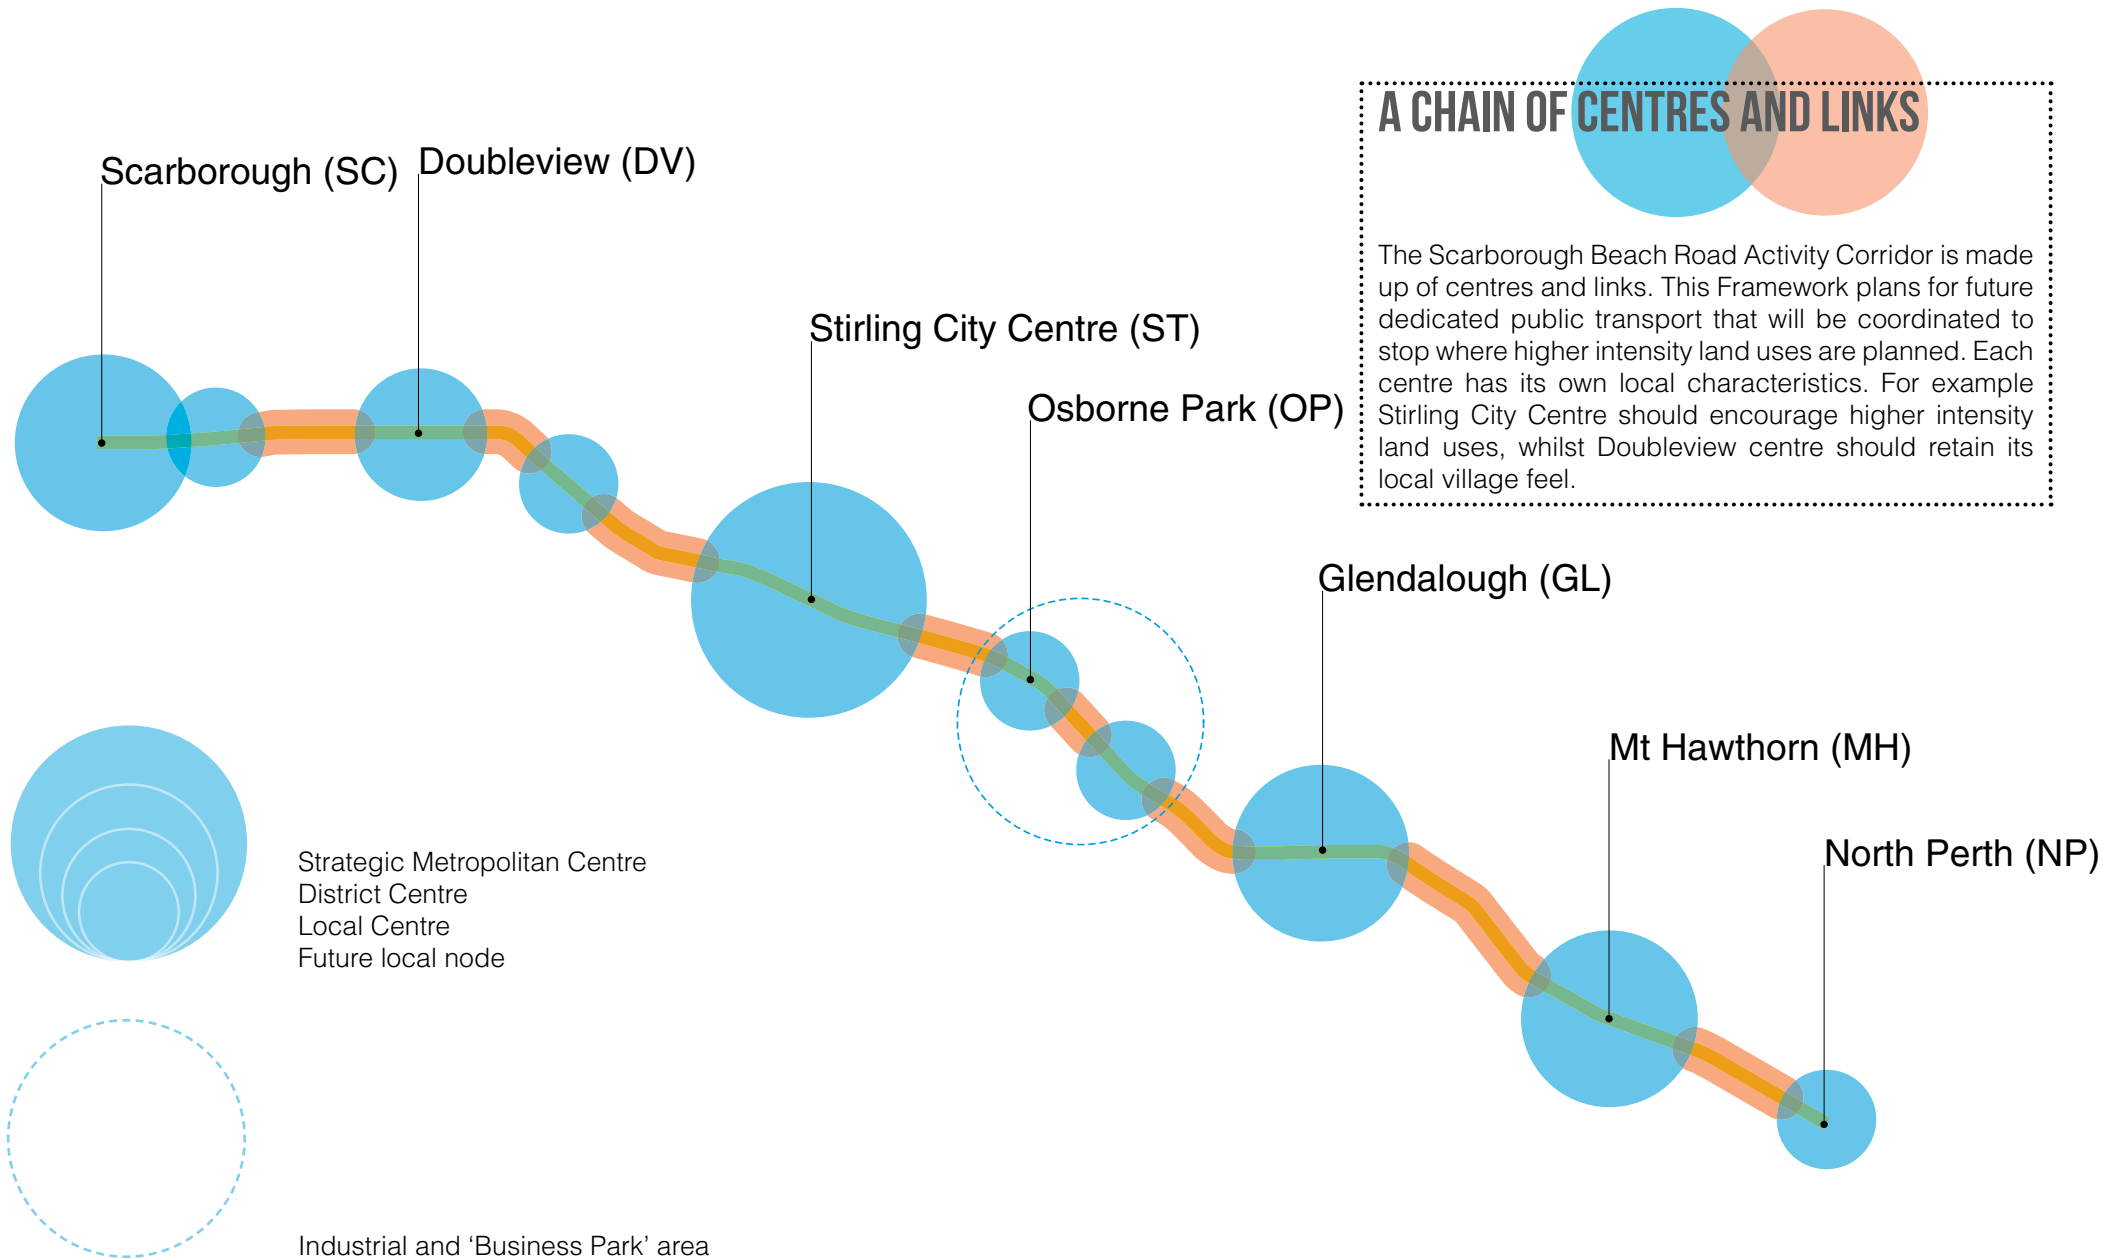 A CHAIN OF CENTRES AND LINKS
The Scarborough Beach Road Activity Corridor is made
up of centres and links. This Framework plans for future
dedicated public transport that will be coordinated to
stop where higher intensity land uses are planned. Each
centre has its own local characteristics. For example
Stirling City Centre should encourage higher intensity
land uses, whilst Doubleview centre should retain its
local village feel.
Scarborough (SC)
Doubleview (DV)
Stirling City Centre (ST)
Osborne Park (OP)
Glendalough (GL)
Mt Hawthorn (MH)
North Perth (NP)
Strategic Metropolitan Centre
District Centre
Local Centre
Future local node
Industrial and ‘Business Park’ area